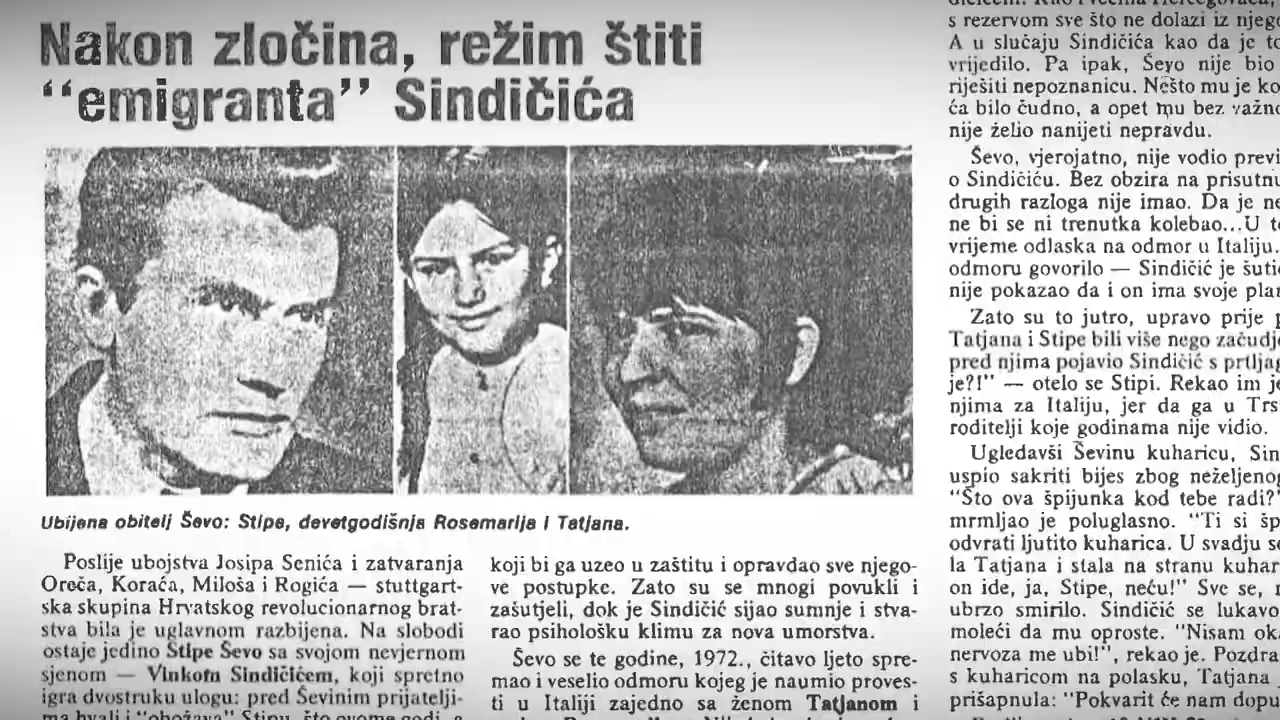 Nakon zločina, režim štiti
“emigranta” Sindičića
Ubijena obitelj Ševo: Stipe, devetgodišnja Rosemarija i Tatjana.
Poslije ubojstva Josipa Senića i zatvaranja
Oreča, Koraća, Miloša i Rogića — stuttgart-
ska skupina Hrvatskog revolucionarnog brat-
stva bila je uglavnom razbijena. Na slobodi
ostaje jedino Stipe Ševo sa svojom nevjernom
sjenom — Vinkom Sindičićem, koji spretno
igra dvostruku ulogu: pred Ševinim prijatelji-
ma hvali i “obožava” Stipu, što ovome godi, a
koji bi ga uzeo u zaštitu i opravdao sve njego-
ve postupke. Zato su se mnogi povukli i
zašutjeli, dok je Sindičić sijao sumnje i stva-
rao psihološku klimu za nova umorstva.
Ševo se te godine, 1972., čitavo ljeto spre-
mao i veselio odmoru kojeg je naumio proves-
ti u Italiji zajedno sa ženom Tatjanom i
s rezervom sve što ne dolazi iz njego
A u slučaju Sindičića kao da je to
vrijedilo. Pa ipak, Ševo nije bio
riješiti nepoznanicu. Nešto mu je ko
ća bilo čudno, a opet mu bez važno
nije želio nanijeti nepravdu.
Ševo, vjerojatno, nije vodio previ
o Sindičiću. Bez obzira na prisutnu
drugih razloga nije imao. Da je ne
ne bi se ni trenutka kolebao...U to
vrijeme odlaska na odmor u Italiju.
odmoru govorilo — Sindičić je šutio
nije pokazao da i on ima svoje plan
Zato su to jutro, upravo prije p
Tatjana i Stipe bili više nego začudje
pred njima pojavio Sindičić s prtljag
je?!” — otelo se Stipi. Rekao im je
njima za Italiju, jer da ga u Trs
roditelji koje godinama nije vidio.
Ugledavši Ševinu kuharicu, Sin
uspio sakriti bijes zbog neželjenog
“Što ova špijunka kod tebe radi?”
mrmljao je poluglasno. “Ti si šp
odvrati ljutito kuharica. U svadju se
la Tatjana i stala na stranu kuhar
on ide, ja, Stipe, neću!” Sve se,
ubrzo smirilo. Sindičić se lukavo
moleći da mu oproste. “Nisam ok
nervoza me ubi!”, rekao je. Pozdra
s kuharicom na polasku, Tatjana
prišapnula: “Pokvarit će nam dopu